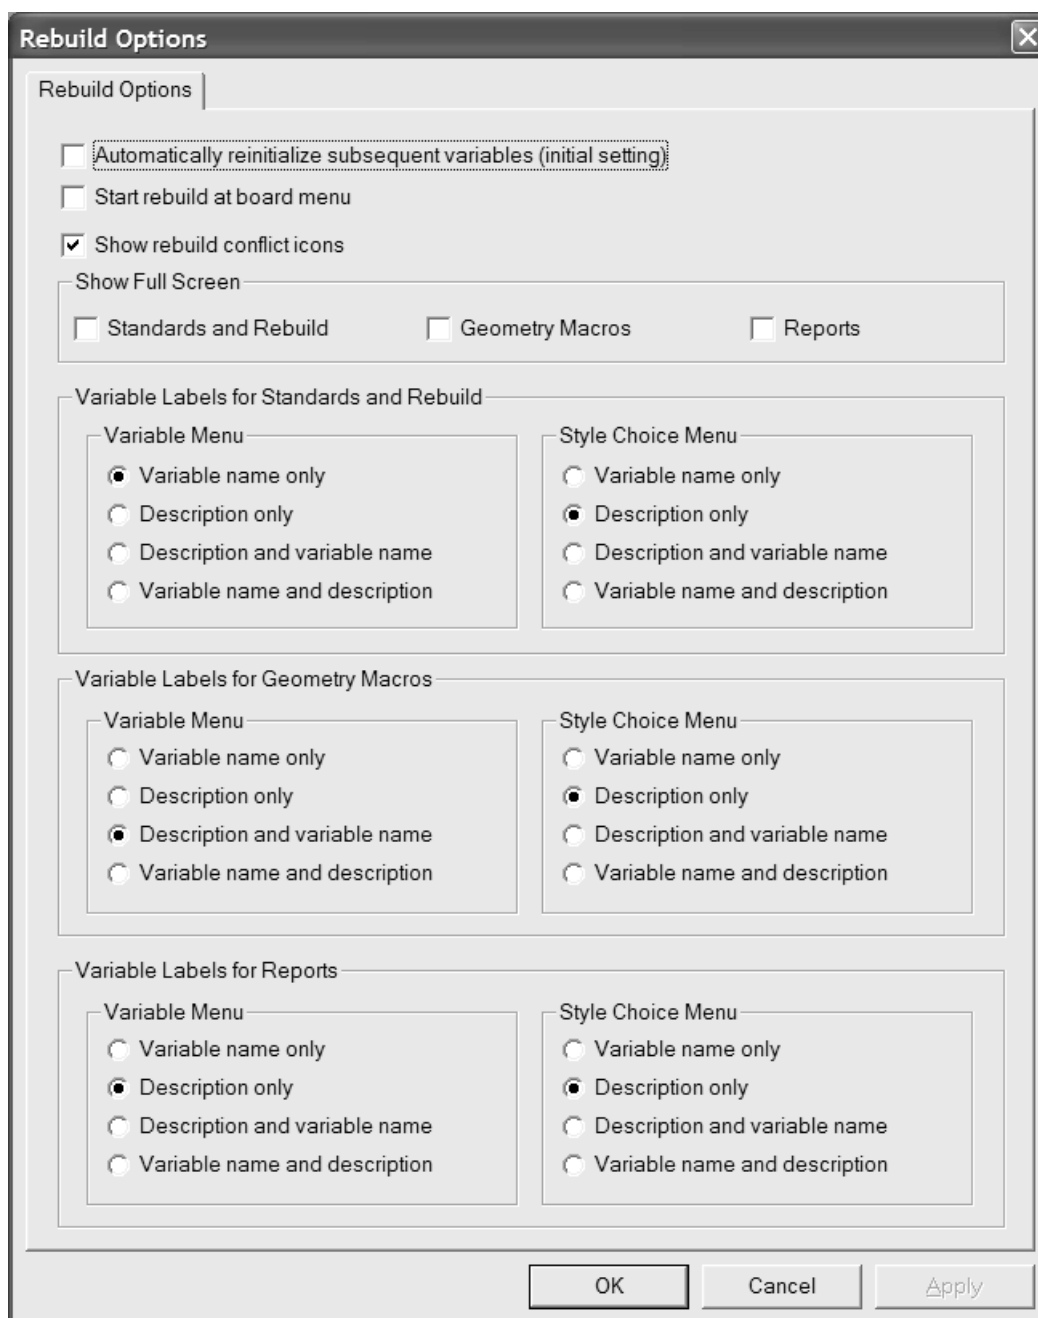 Rebuild Options
Rebuild Options
Automatically reinitialize subsequent variables (initial setting)
Start rebuild at board menu
Show rebuild conflict icons
Show Full Screen
Standards and Rebuild Geometry Macros Reports
Variable Labels for Standards and Rebuild
Variable Menu Style Choice Menu
Variable name only Variable name only
Description only Description only
Description and variable name Description and variable name
Variable name and description Variable name and description
Variable Labels for Geometry Macros
Variable Menu Style Choice Menu
Variable name only Variable name only
Description only Description only
Description and variable name Description and variable name
Variable name and description Variable name and description
Variable Labels for Reports
Variable Menu Style Choice Menu
Variable name only Variable name only
Description only Description only
Description and variable name Description and variable name
Variable name and description Variable name and description
OK Cancel Apply